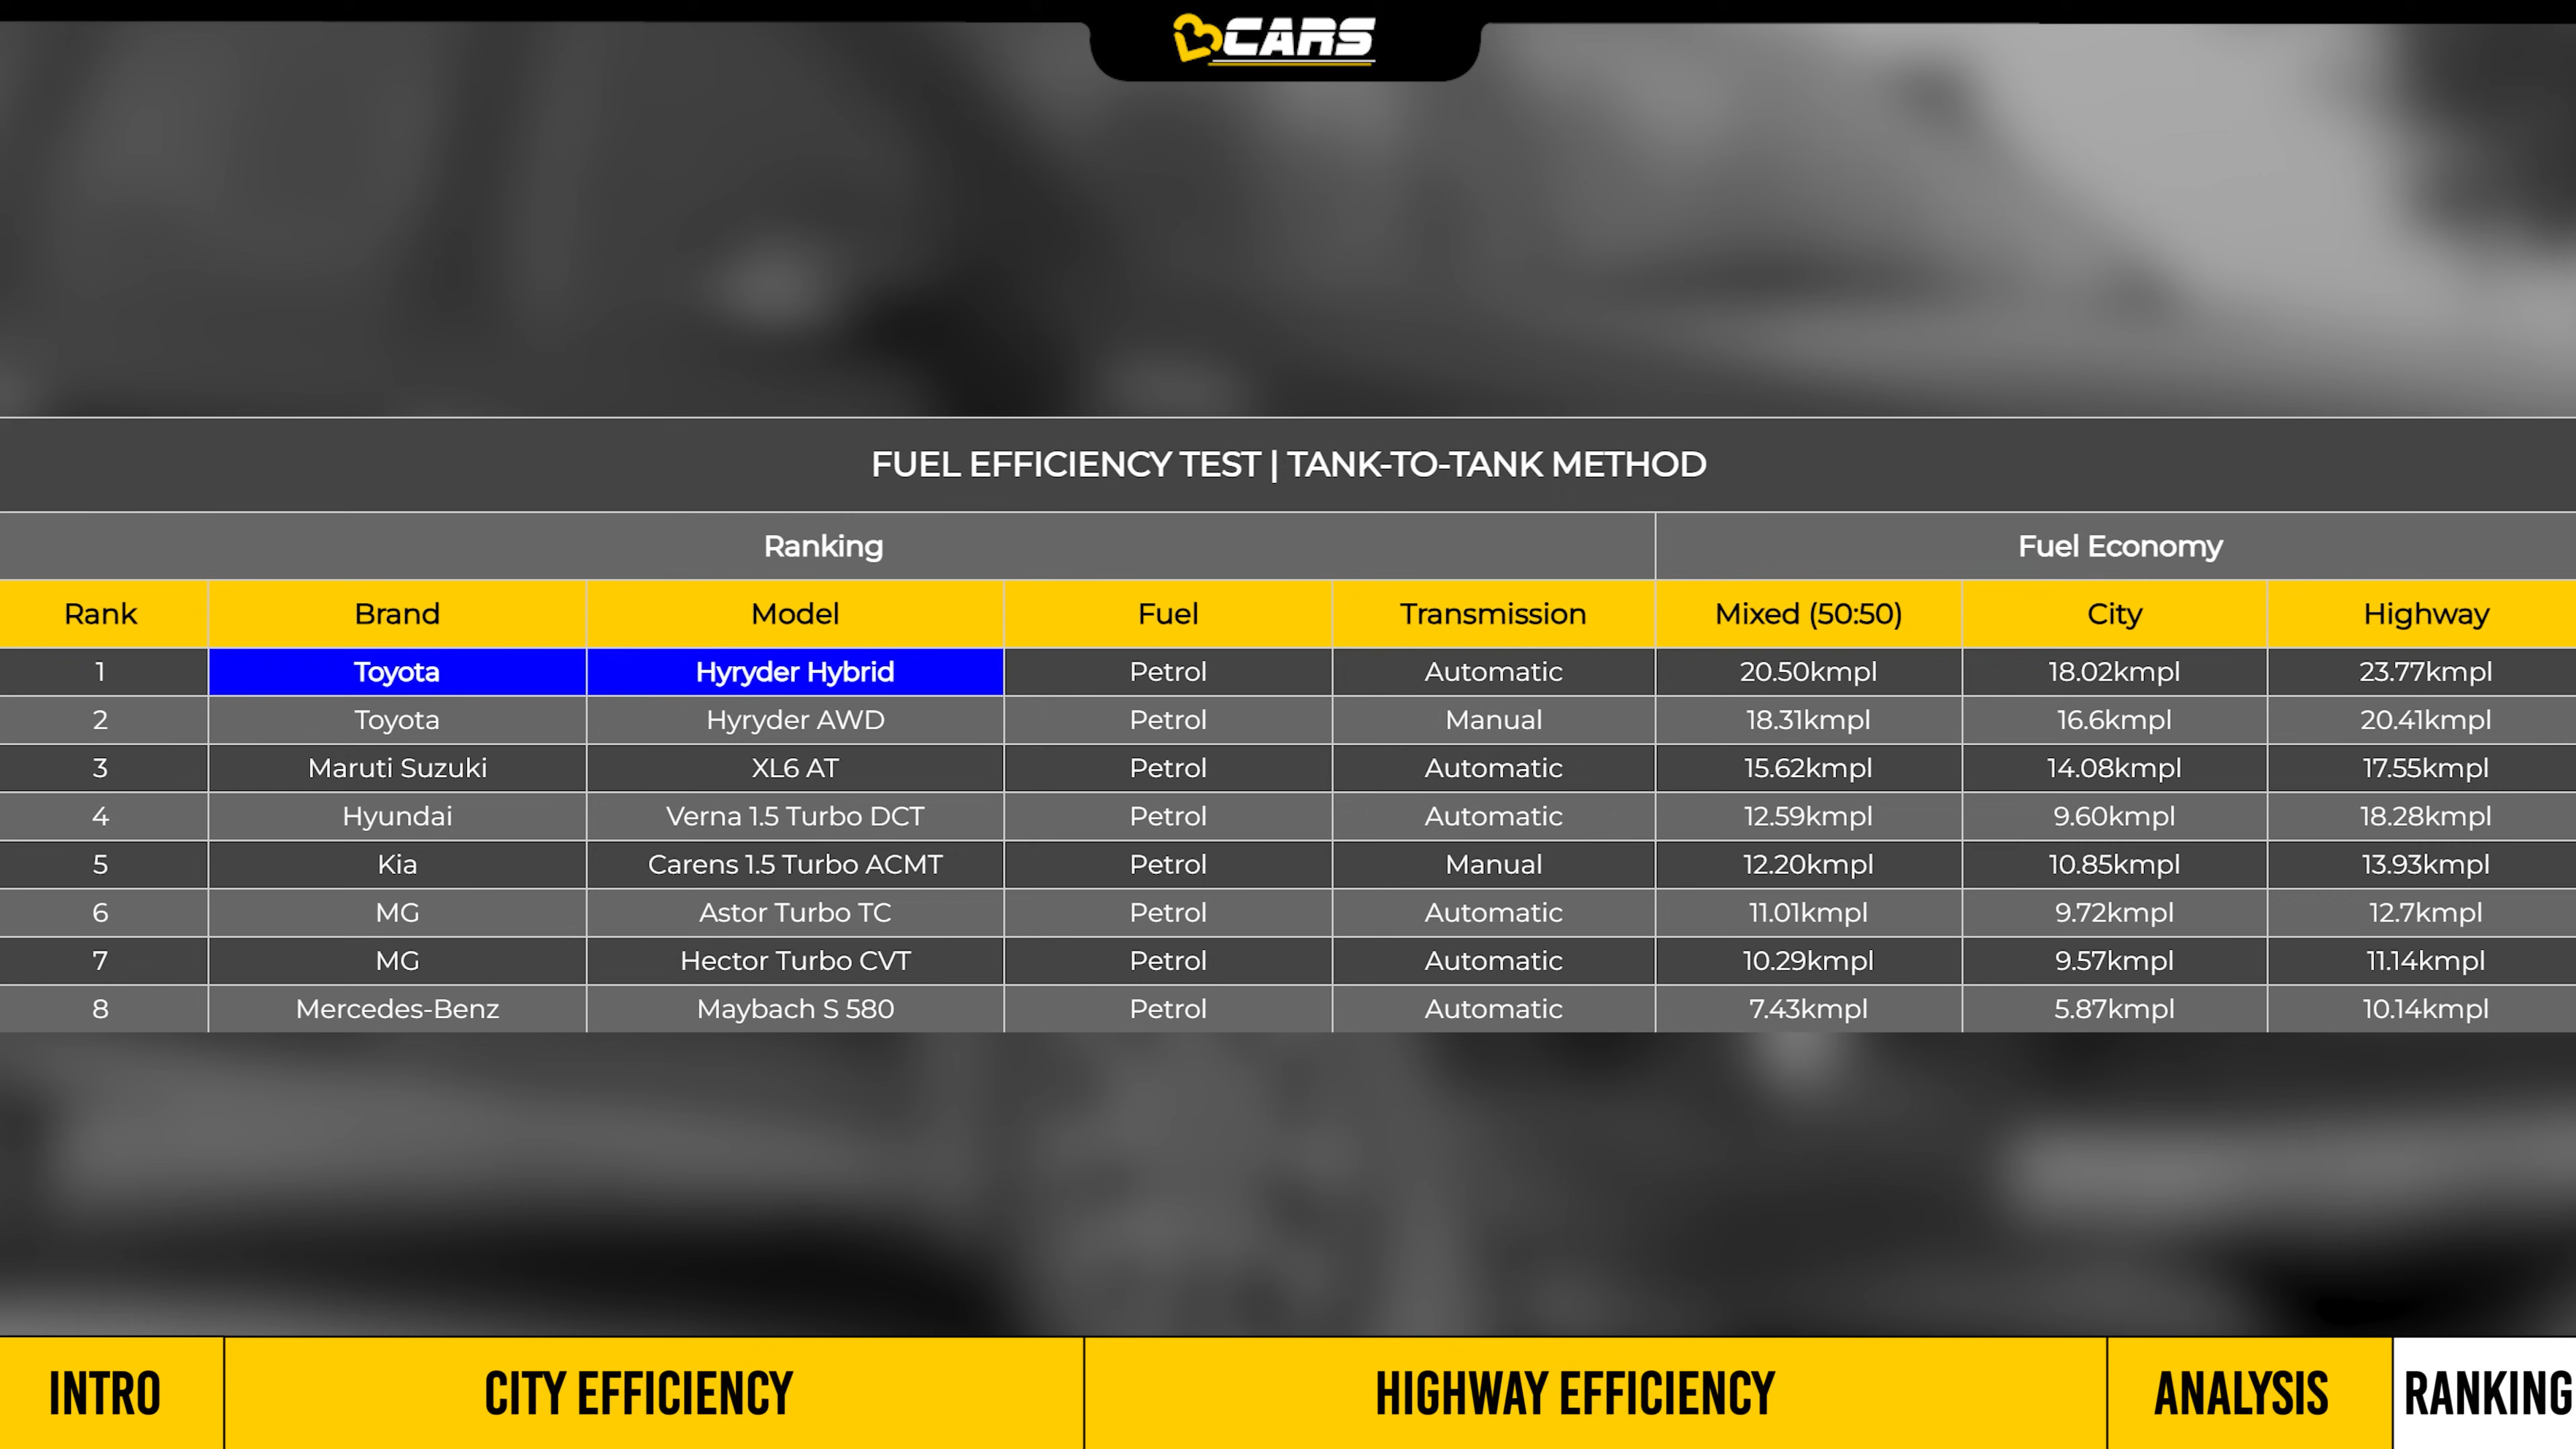 CARS
FUEL EFFICIENCY TEST | TANK-TO-TANK METHOD
Ranking Fuel Economy
Rank Brand Model Fuel Transmission Mixed (50:50) City Highway
1 Toyota Hyryder Hybrid Petrol Automatic 20.50kmpl 18.02kmpl 23.77kmpl
2 Toyota Hyryder AWD Petrol Manual 18.31kmpl 16.6kmpl 20.41kmpl
3 Maruti Suzuki XL6 AT Petrol Automatic 15.62kmpl 14.08kmpl 17.55kmpl
4 Hyundai Verna 1.5 Turbo DCT Petrol Automatic 12.59kmpl 9.60kmpl 18.28kmpl
5 Kia Carens 1.5 Turbo ACMT Petrol Manual 12.20kmpl 10.85kmpl 13.93kmpl
6 MG Astor Turbo TC Petrol Automatic 11.01kmpl 9.72kmpl 12.7kmpl
7 MG Hector Turbo CVT Petrol Automatic 10.29kmpl 9.57kmpl 11.14kmpl
8 Mercedes-Benz Maybach S 580 Petrol Automatic 7.43kmpl 5.87kmpl 10.14kmpl
INTRO CITY EFFICIENCY HIGHWAY EFFICIENCY ANALYSIS RANKING